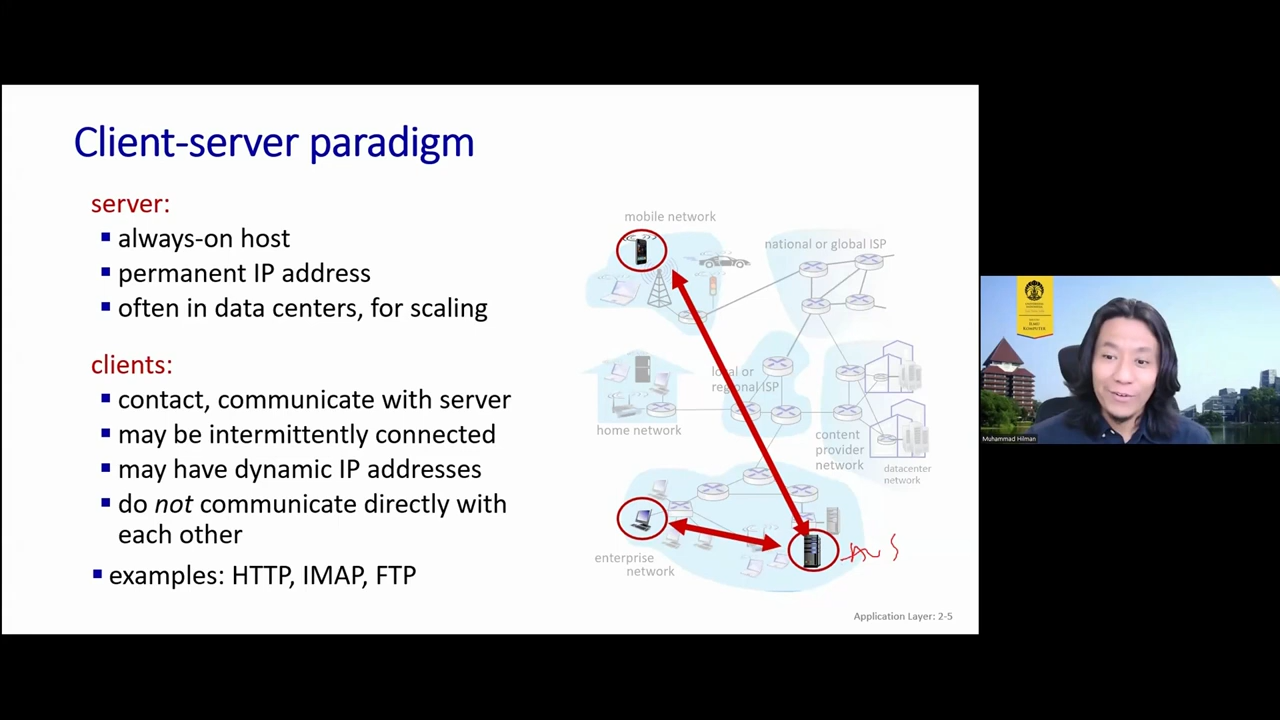 Client-server paradigm
server:
always-on host
permanent IP address
often in data centers, for scaling
clients:
contact, communicate with server
may be intermittently connected
may have dynamic IP addresses
do not communicate directly with
each other
examples: HTTP, IMAP, FTP
mobile network
national or global ISP
local or
regional ISP
home network
content
provider
network
datacenter
network
enterprise
network
AWS
Application Layer: 2-5
ILMU
KOMPUTER
Muhammad Hilman